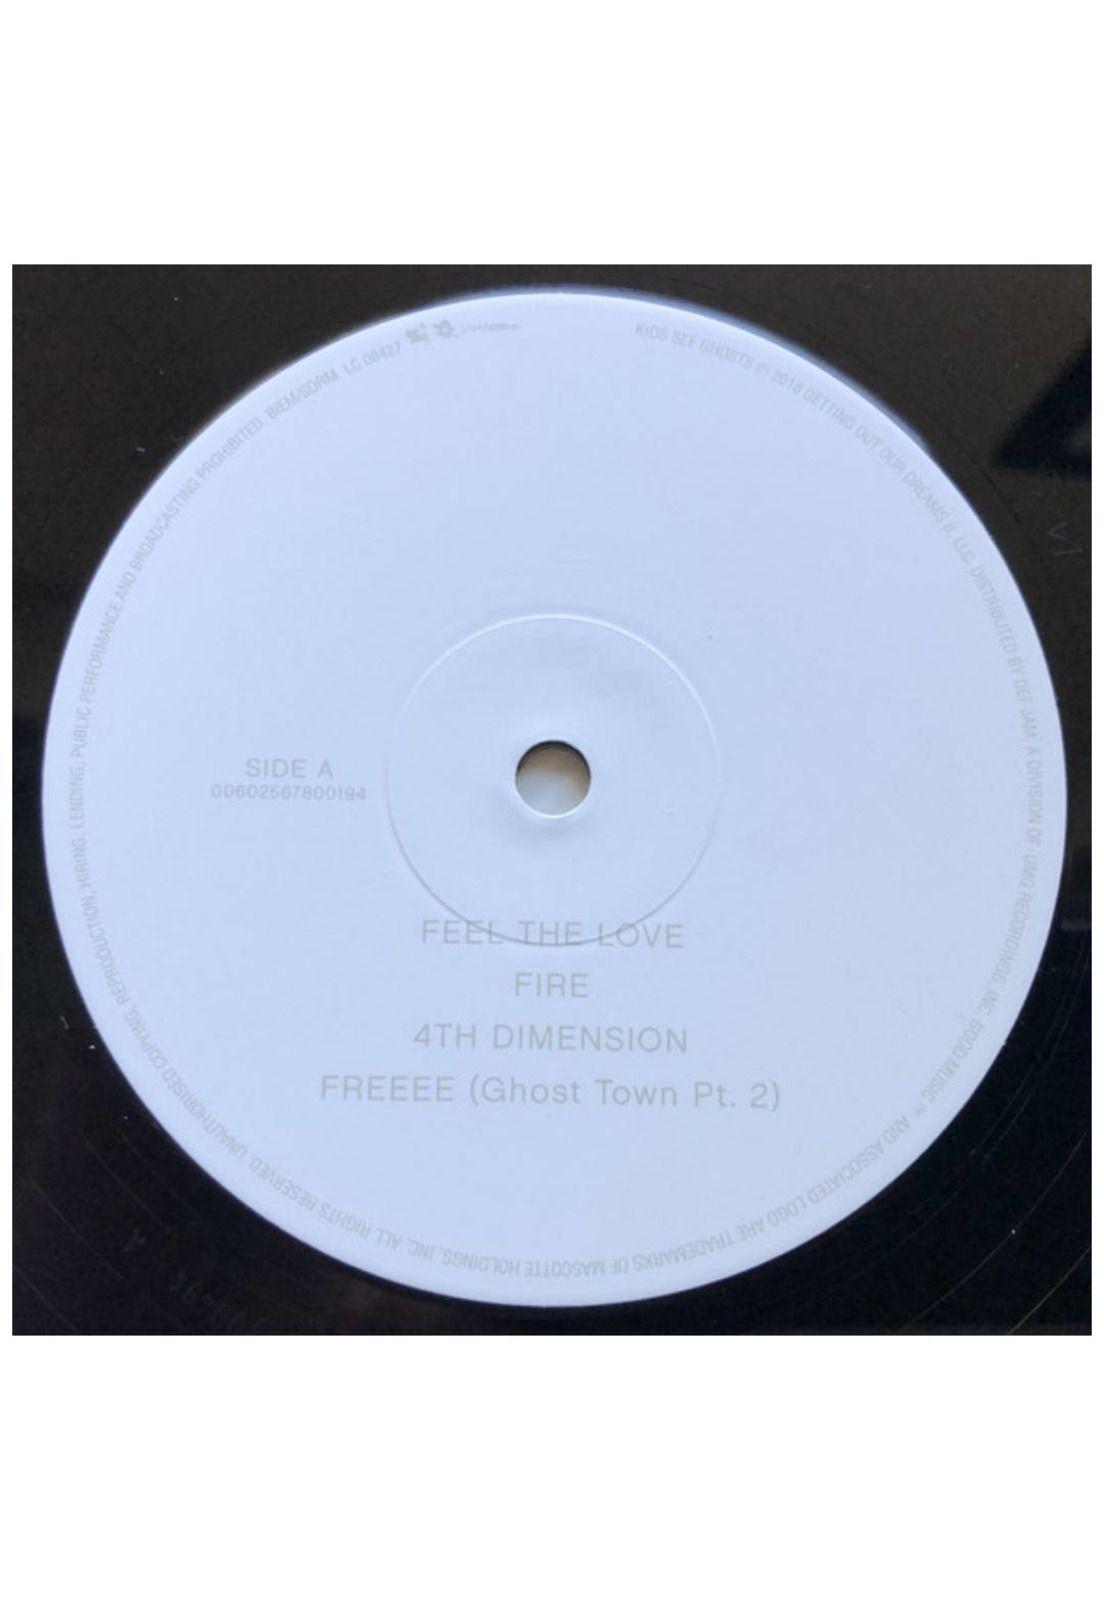 KIDS SEE GHOSTS ℗ 2018 GETTING OUT OUR DREAMS II, LLC. DISTRIBUTED BY DEF JAM, A DIVISION OF UMG RECORDINGS, INC. GOOD MUSIC ™ AND ASSOCIATED LOGO ARE TRADEMARKS OF MASCOTTE HOLDINGS, INC. ALL RIGHTS RESERVED. UNAUTHORISED COPYING, REPRODUCTION, HIRING, LENDING, PUBLIC PERFORMANCE AND BROADCASTING PROHIBITED. BIEM/SDRM. LC 08427
SIDE A
00602567800194
FEEL THE LOVE
FIRE
4TH DIMENSION
FREEEE (Ghost Town Pt. 2)